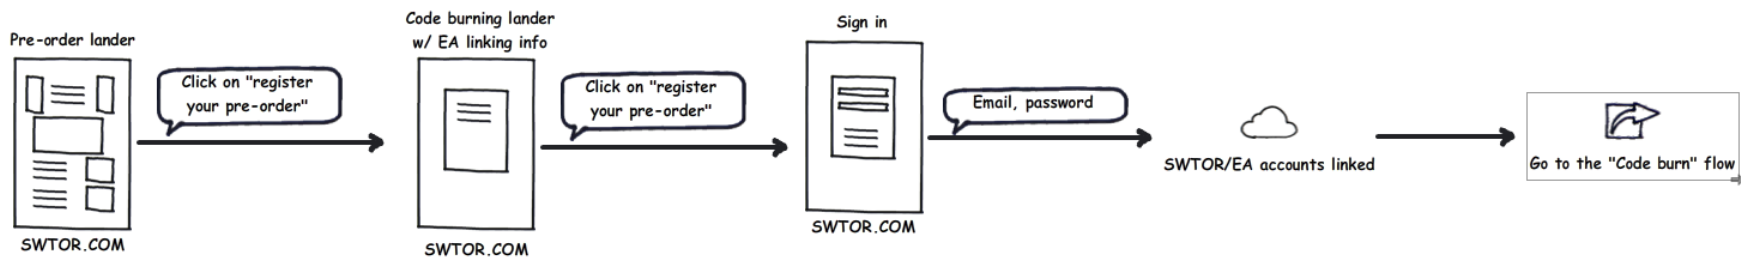 Pre-order lander
SWTOR.COM
Click on "register
your pre-order"
Code burning lander
w/ EA linking info
SWTOR.COM
Click on "register
your pre-order"
Sign in
SWTOR.COM
Email, password
SWTOR/EA accounts linked
Go to the "Code burn" flow